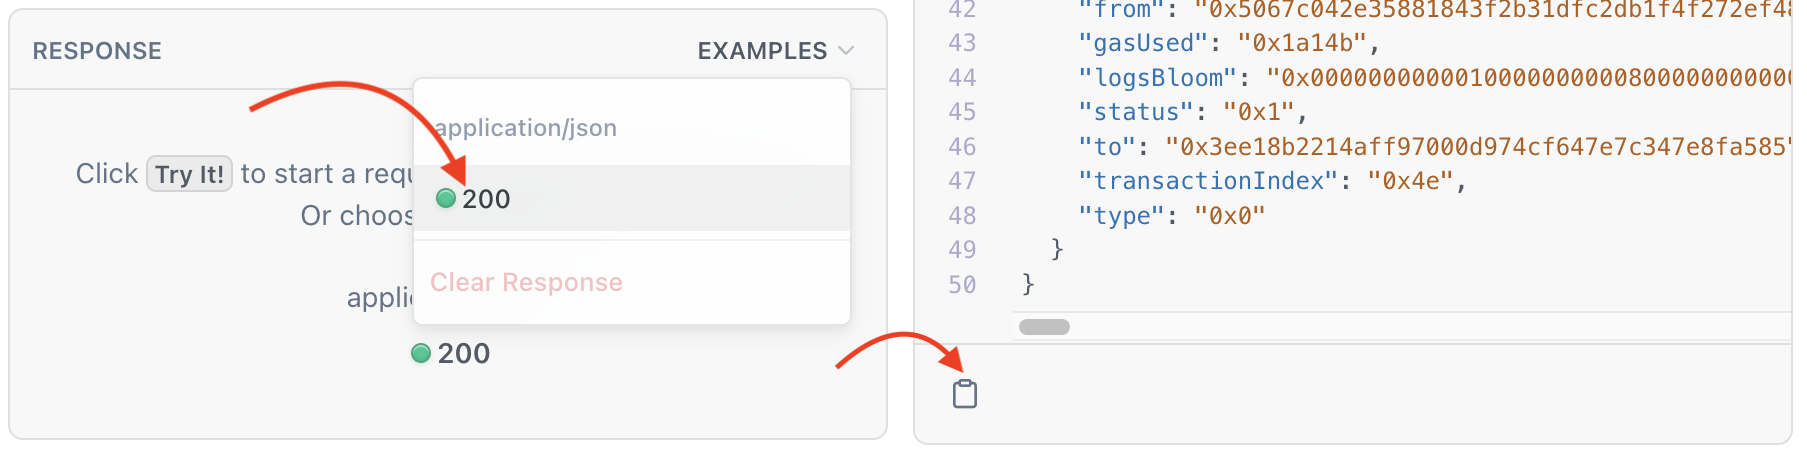 RESPONSE
EXAMPLES
application/json
Click Try It! to start a requ
200
Or choos
Clear Response
appli
200
42 "from": "0x5067c042e35881843f2b31dfc2db1f4f272ef48
43 "gasUsed": "0x1a14b",
44 "logsBloom": "0x00000000000100000000008000000000000
45 "status": "0x1",
46 "to": "0x3ee18b2214aff97000d974cf647e7c347e8fa585"
47 "transactionIndex": "0x4e",
48 "type": "0x0"
49 }
50 }